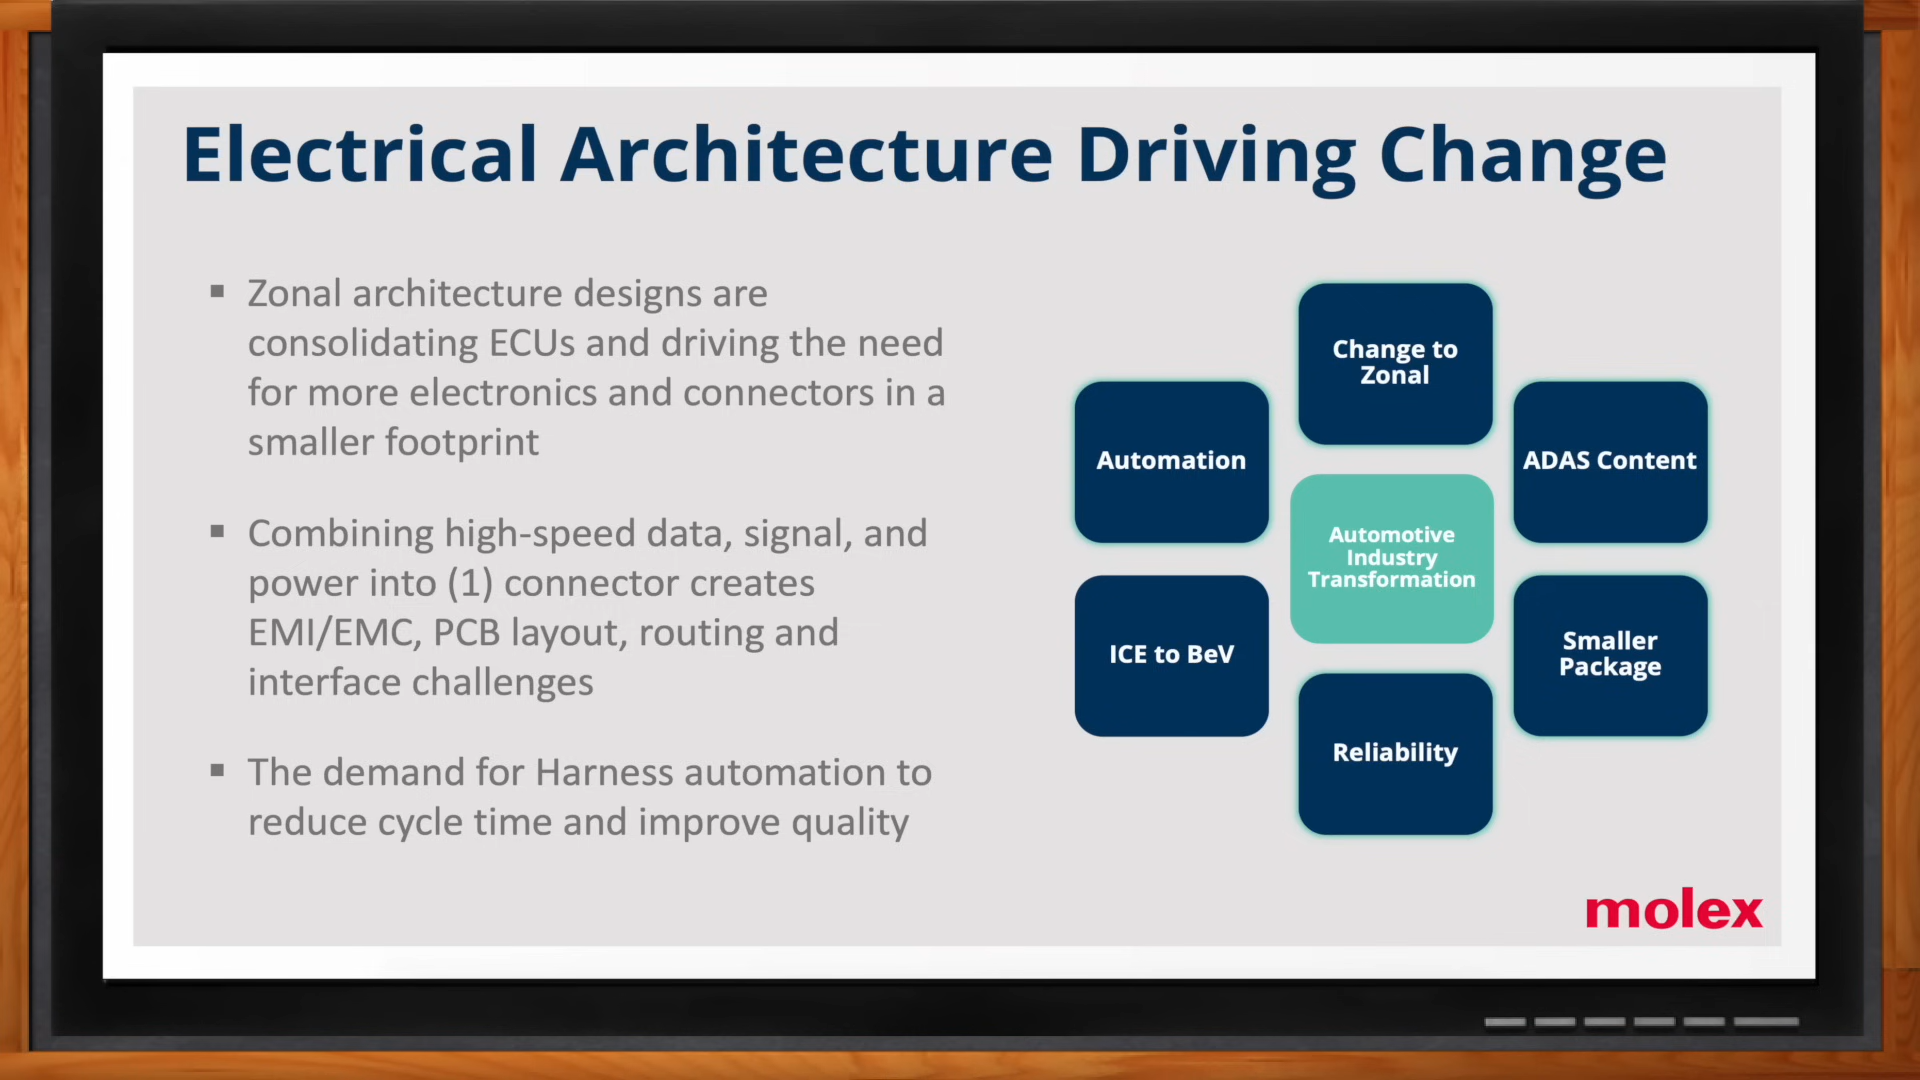 Electrical Architecture Driving Change
▪ Zonal architecture designs are
consolidating ECUs and driving the need
for more electronics and connectors in a
smaller footprint
▪ Combining high-speed data, signal, and
power into (1) connector creates
EMI/EMC, PCB layout, routing and
interface challenges
▪ The demand for Harness automation to
reduce cycle time and improve quality
Change to
Zonal
Automation
ADAS Content
Automotive
Industry
Transformation
ICE to BeV
Smaller
Package
Reliability
molex